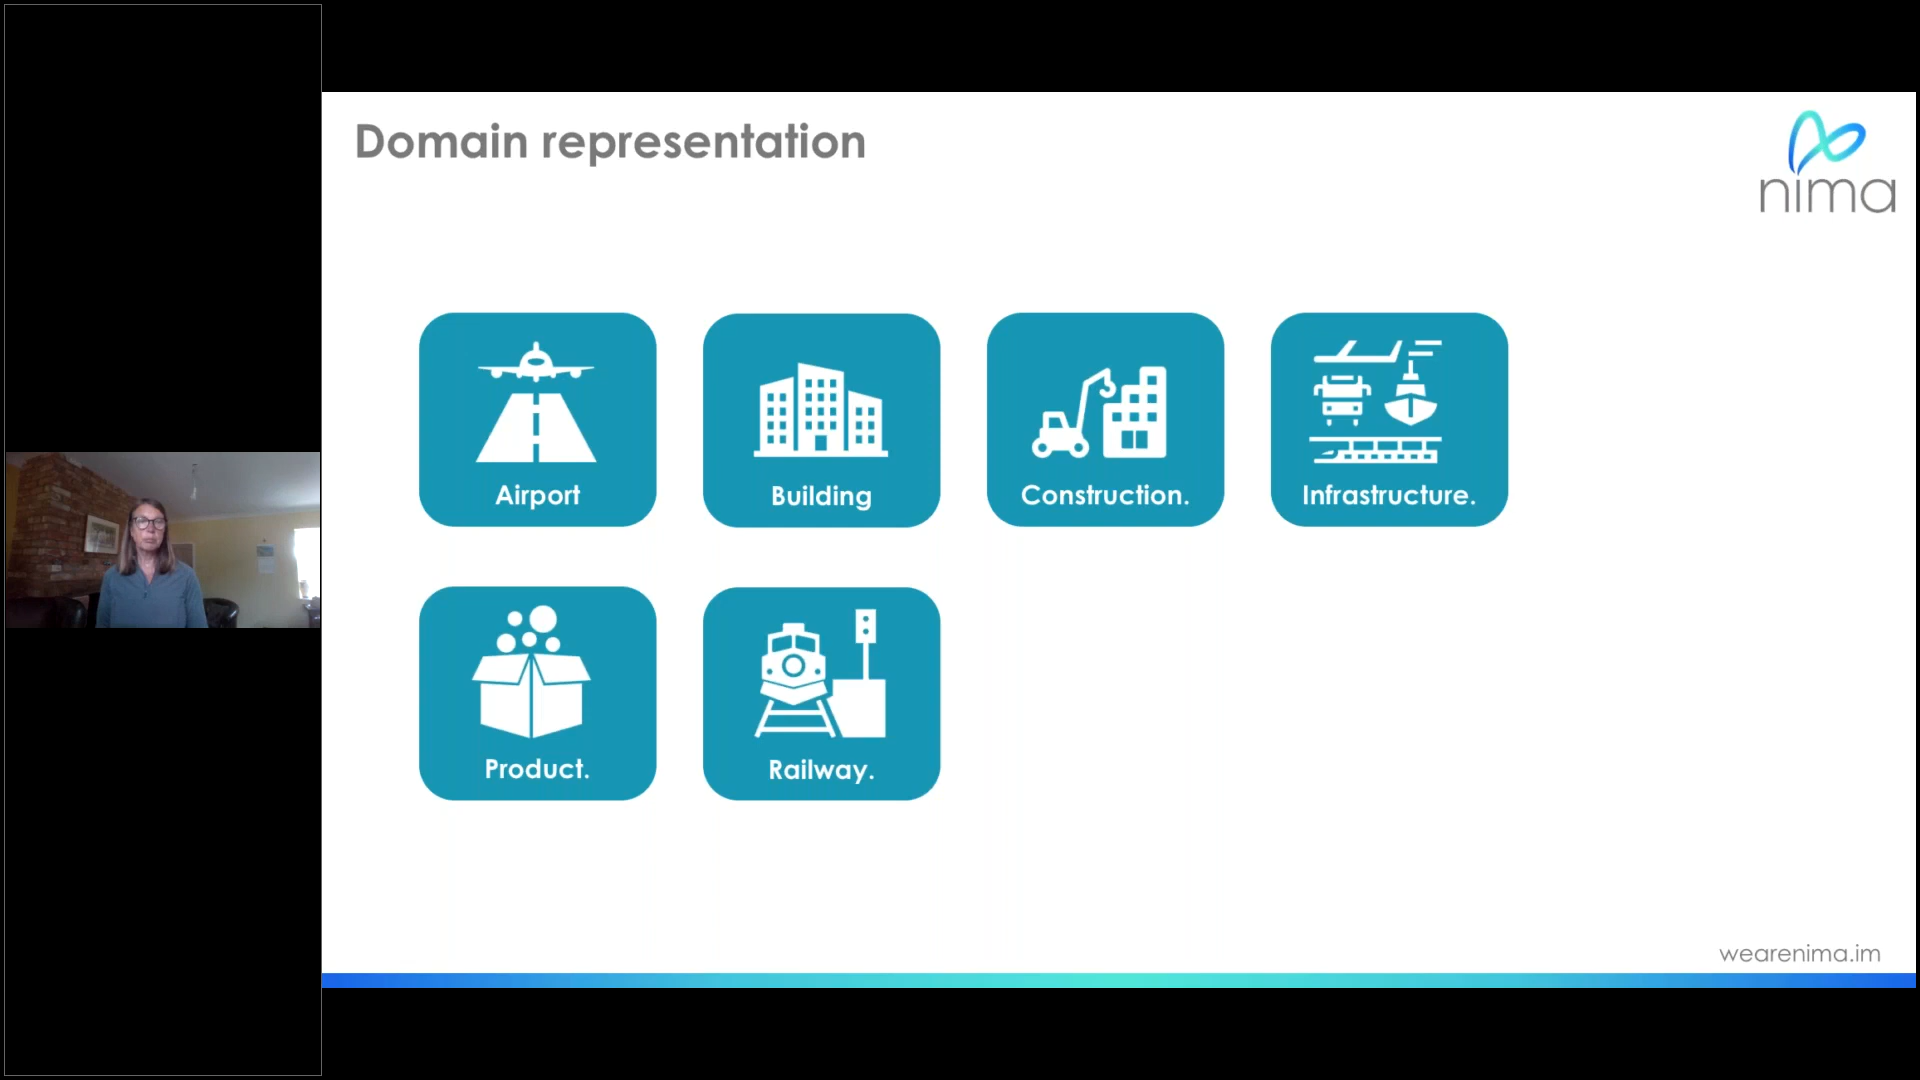 Domain representation
nima
Airport
Building
Construction.
Infrastructure.
Product.
Railway.
wearenima.im